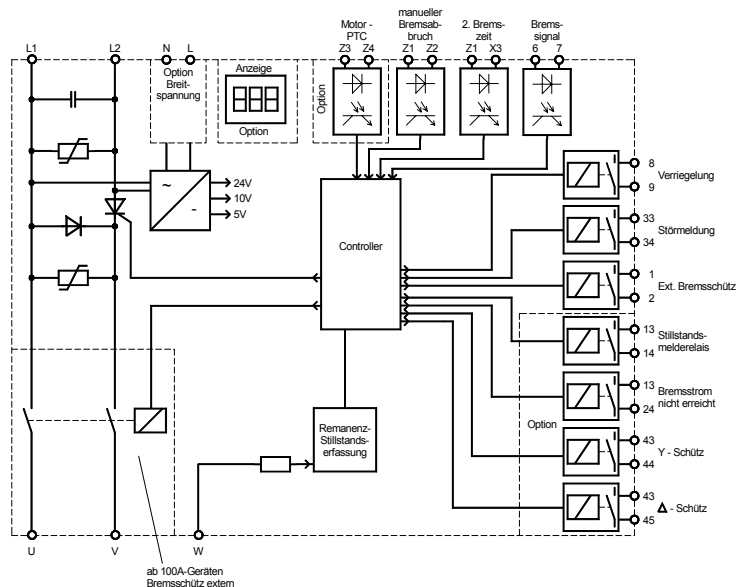 Motor -
PTC
manueller
Bremsab-
bruch
2. Brems-
zeit
Brems-
signal
L1
L2
N
L
Z3
Z4
Z1
Z2
Z1
X3
6
7
Option
Breit-
spannung
Anzeige
Option
Option
~
-
24V
10V
5V
Controller
8
9
Verriegelung
33
34
Störmeldung
1
2
Ext. Bremsschütz
13
14
Stillstands-
melderelais
13
24
Bremsstrom
nicht erreicht
Option
43
44
Y - Schütz
43
45
Δ - Schütz
Remanenz-
Stillstands-
erfassung
U
V
W
ab 100A-Geräten
Bremsschütz extern